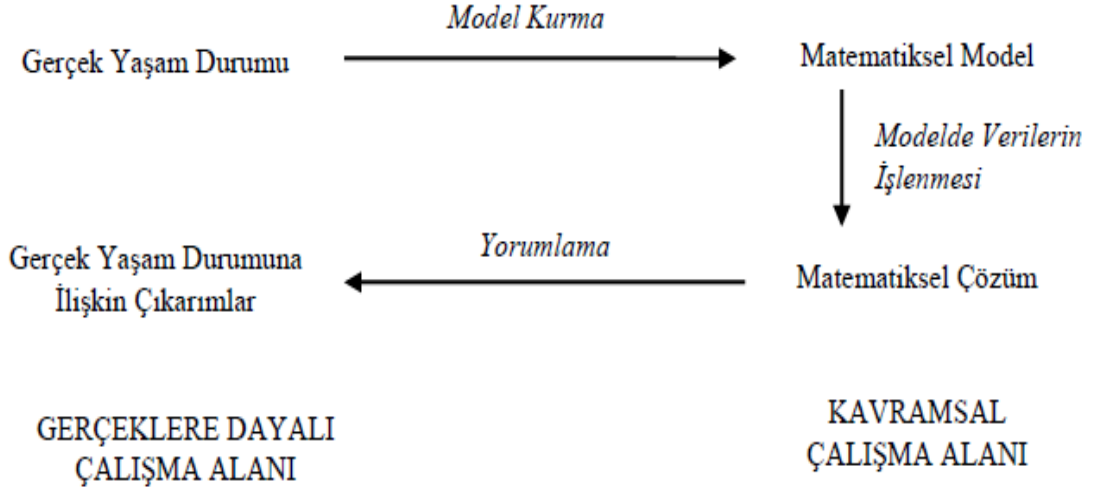 Model Kurma
Gerçek Yaşam Durumu
Matematiksel Model
Modelde Verilerin
İşlenmesi
Yorumlama
Gerçek Yaşam Durumuna
İlişkin Çıkarımlar
Matematiksel Çözüm
GERÇEKLERE DAYALI
ÇALIŞMA ALANI
KAVRAMSAL
ÇALIŞMA ALANI